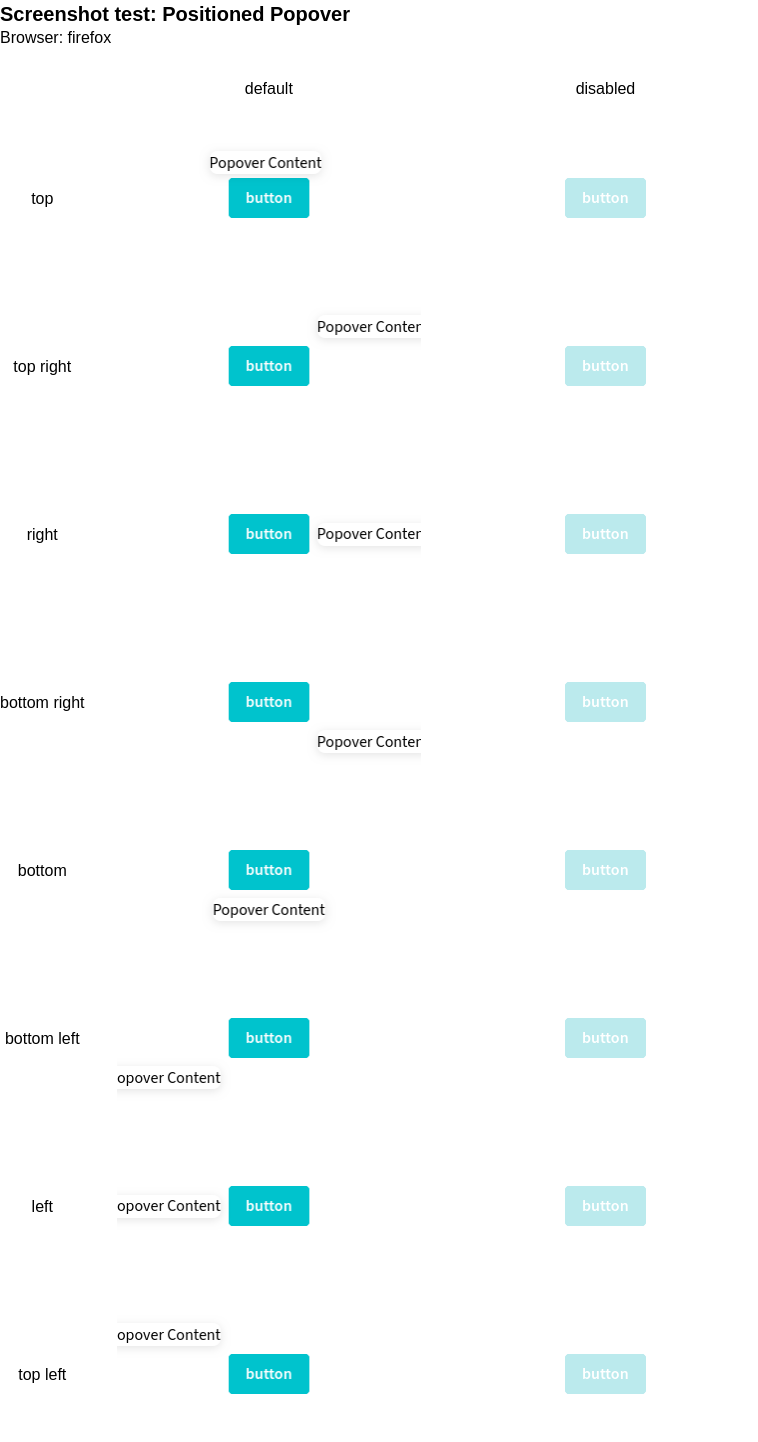 Screenshot test: Positioned Popover
Browser: firefox
default disabled
Popover Content
top button button
Popover Conter
top right button button
right button Popover Conter button
bottom right button button
Popover Conter
bottom button button
Popover Content
bottom left button button
opover Content
left opover Content button button
opover Content
top left button button